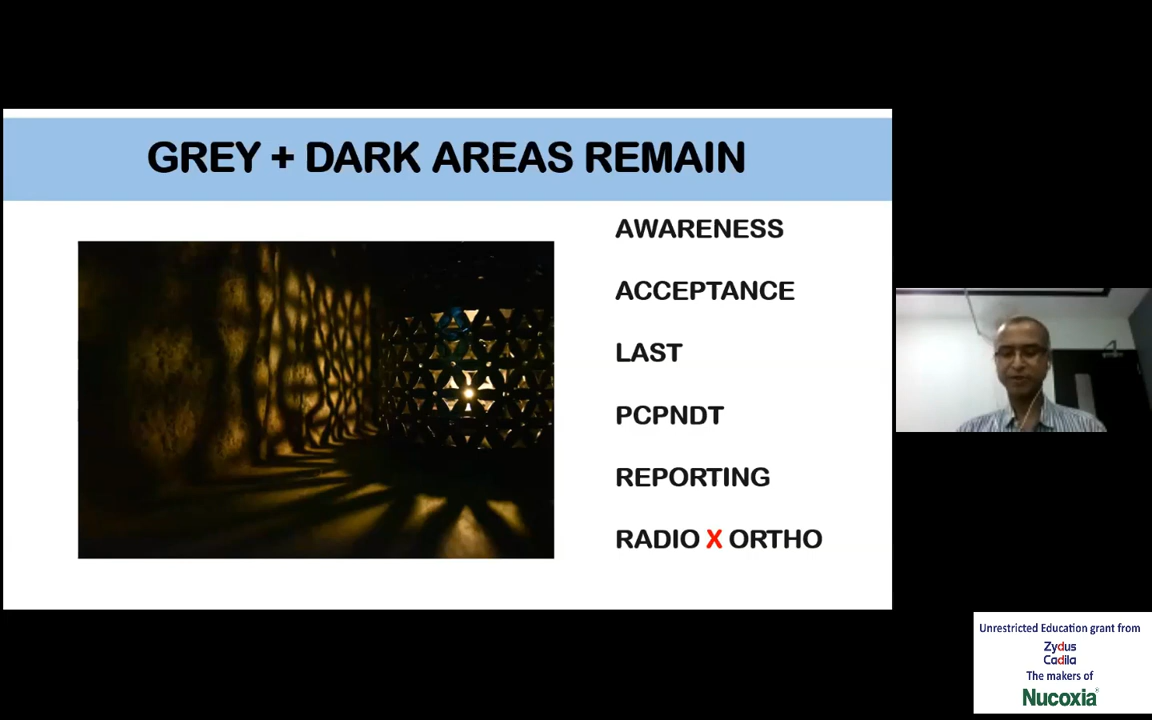 GREY + DARK AREAS REMAIN
AWARENESS
ACCEPTANCE
LAST
PCPNDT
REPORTING
RADIO X ORTHO
Unrestricted Education grant from
Zydus
Cadila
The makers of
Nucoxia